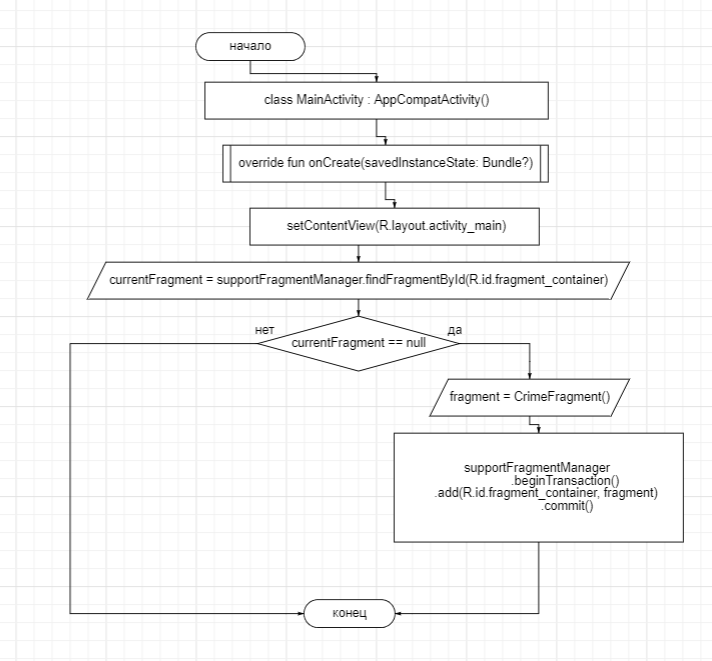 начало
class MainActivity : AppCompatActivity()
override fun onCreate(savedInstanceState: Bundle?)
setContentView(R.layout.activity_main)
currentFragment = supportFragmentManager.findFragmentById(R.id.fragment_container)
нет
да
currentFragment == null
fragment = CrimeFragment()
supportFragmentManager
.beginTransaction()
.add(R.id.fragment_container, fragment)
.commit()
конец